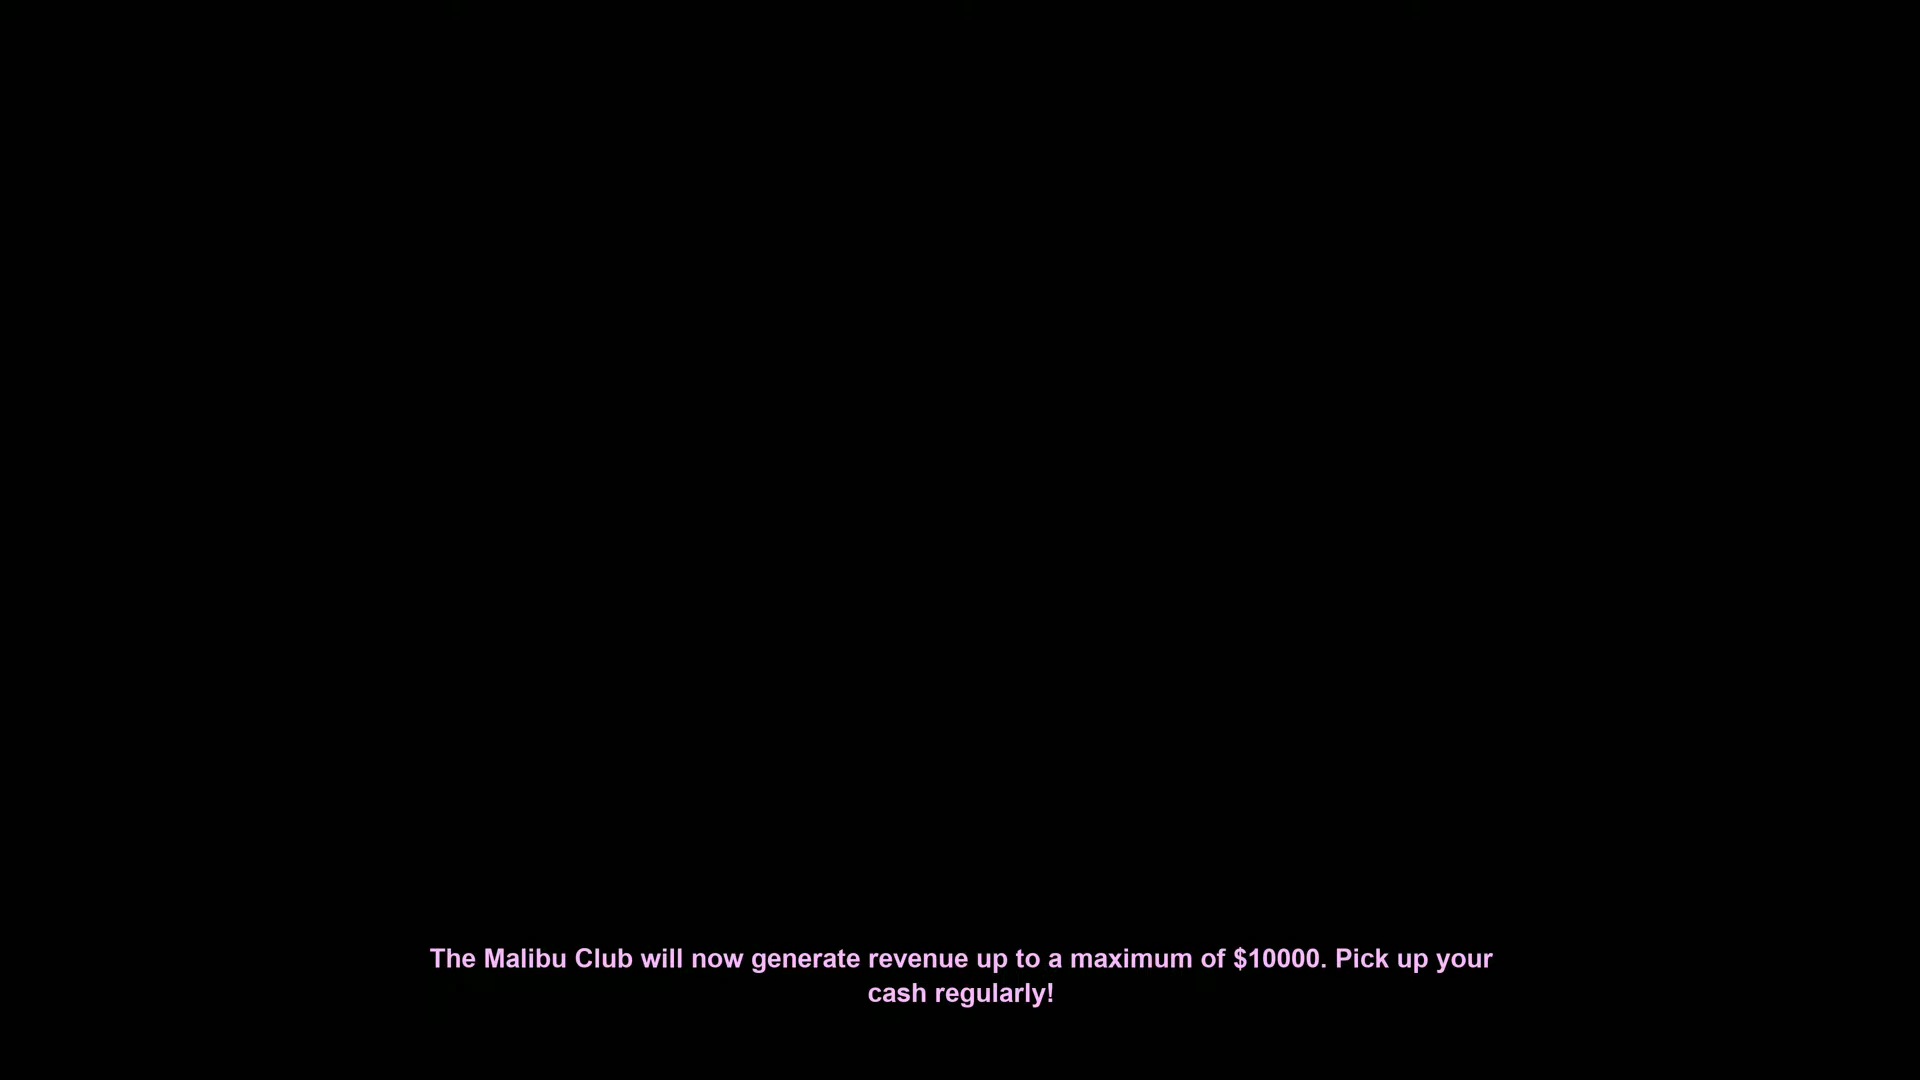 The Malibu Club will now generate revenue up to a maximum of $10000. Pick up your
cash regularly!